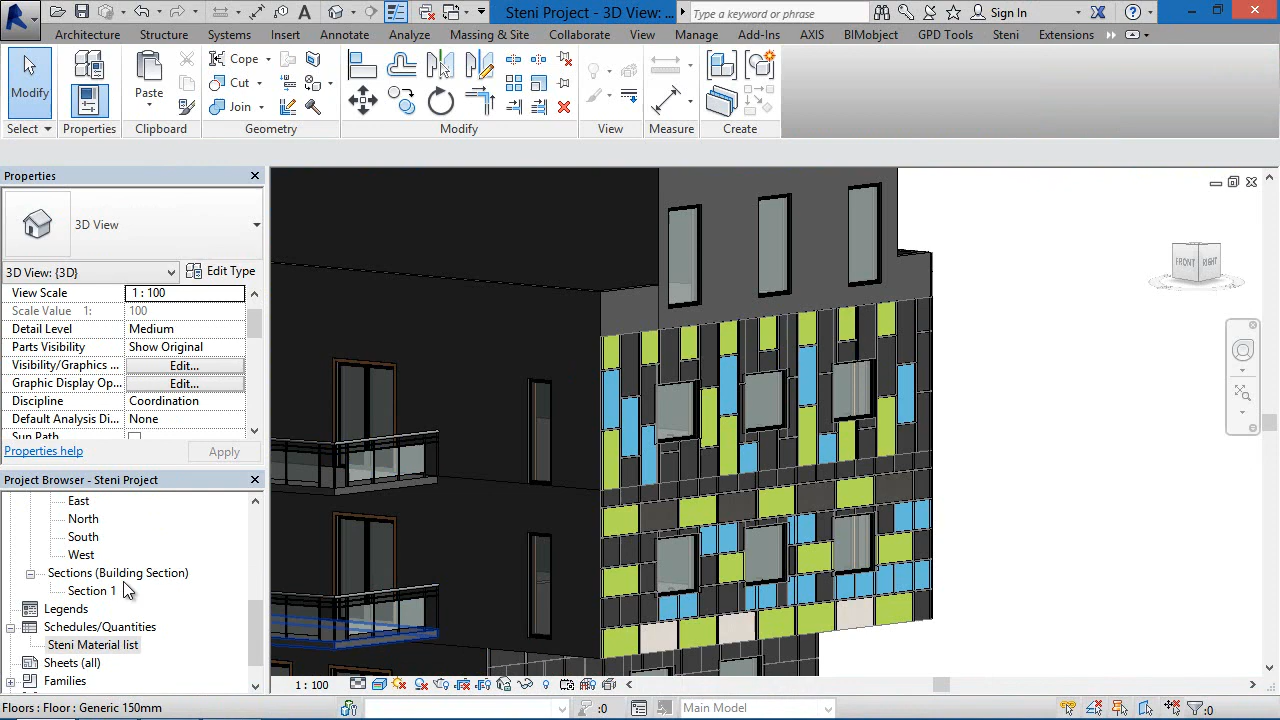 Steni Project - 3D View: ...
Type a keyword or phrase
Sign In
Architecture
Structure
Systems
Insert
Annotate
Analyze
Massing & Site
Collaborate
View
Manage
Add-Ins
AXIS
BIMobject
GPD Tools
Steni
Extensions
Modify
Paste
Cope
Cut
Join
Select
Properties
Clipboard
Geometry
Modify
View
Measure
Create
Properties
3D View
3D View: {3D}
Edit Type
View Scale
1 : 100
Scale Value 1:
100
Detail Level
Medium
Parts Visibility
Show Original
Visibility/Graphics ...
Edit...
Graphic Display Op...
Edit...
Discipline
Coordination
Default Analysis Di...
None
Sun Path
Properties help
Apply
Project Browser - Steni Project
East
North
South
West
Sections (Building Section)
Section 1
Legends
Schedules/Quantities
Steni Material list
Sheets (all)
Families
FRONT
RIGHT
1 : 100
Floors : Floor : Generic 150mm
:0
Main Model
:0